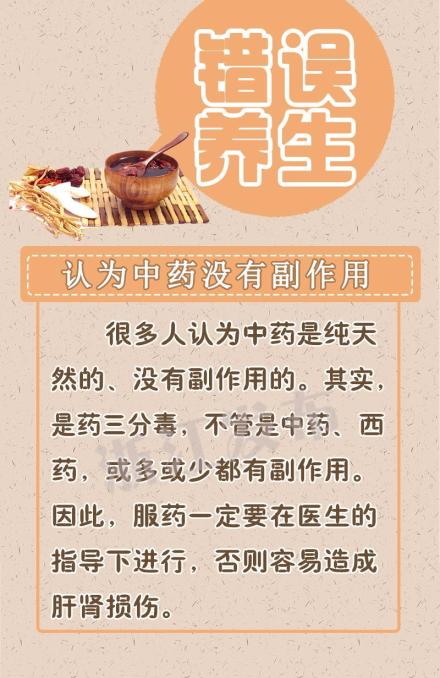 错误
养生
认为中药没有副作用
很多人认为中药是纯天
然的、没有副作用的。其实，
是药三分毒，不管是中药、西
药，或多或少都有副作用。
因此，服药一定要在医生的
指导下进行，否则容易造成
肝肾损伤。
浙江发布